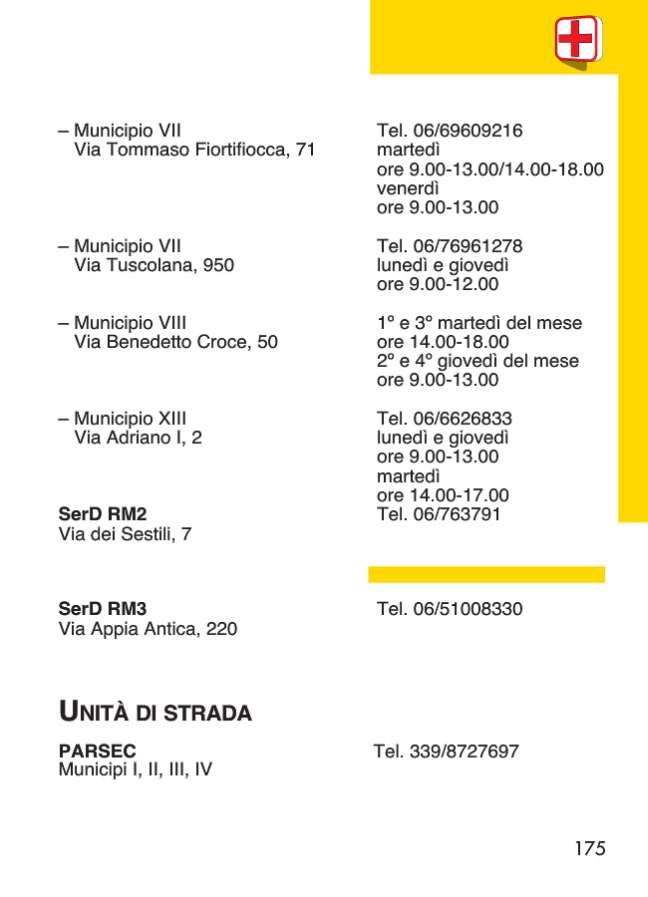 – Municipio VII Tel. 06/69609216
Via Tommaso Fiortifiocca, 71 martedì
ore 9.00-13.00/14.00-18.00
venerdì
ore 9.00-13.00
– Municipio VII Tel. 06/76961278
Via Tuscolana, 950 lunedì e giovedì
ore 9.00-12.00
– Municipio VIII 1º e 3º martedì del mese
Via Benedetto Croce, 50 ore 14.00-18.00
2º e 4º giovedì del mese
ore 9.00-13.00
– Municipio XIII Tel. 06/6626833
Via Adriano I, 2 lunedì e giovedì
ore 9.00-13.00
martedì
ore 14.00-17.00
SerD RM2 Tel. 06/763791
Via dei Sestili, 7
SerD RM3 Tel. 06/51008330
Via Appia Antica, 220
UNITÀ DI STRADA
PARSEC Tel. 339/8727697
Municipi I, II, III, IV
175